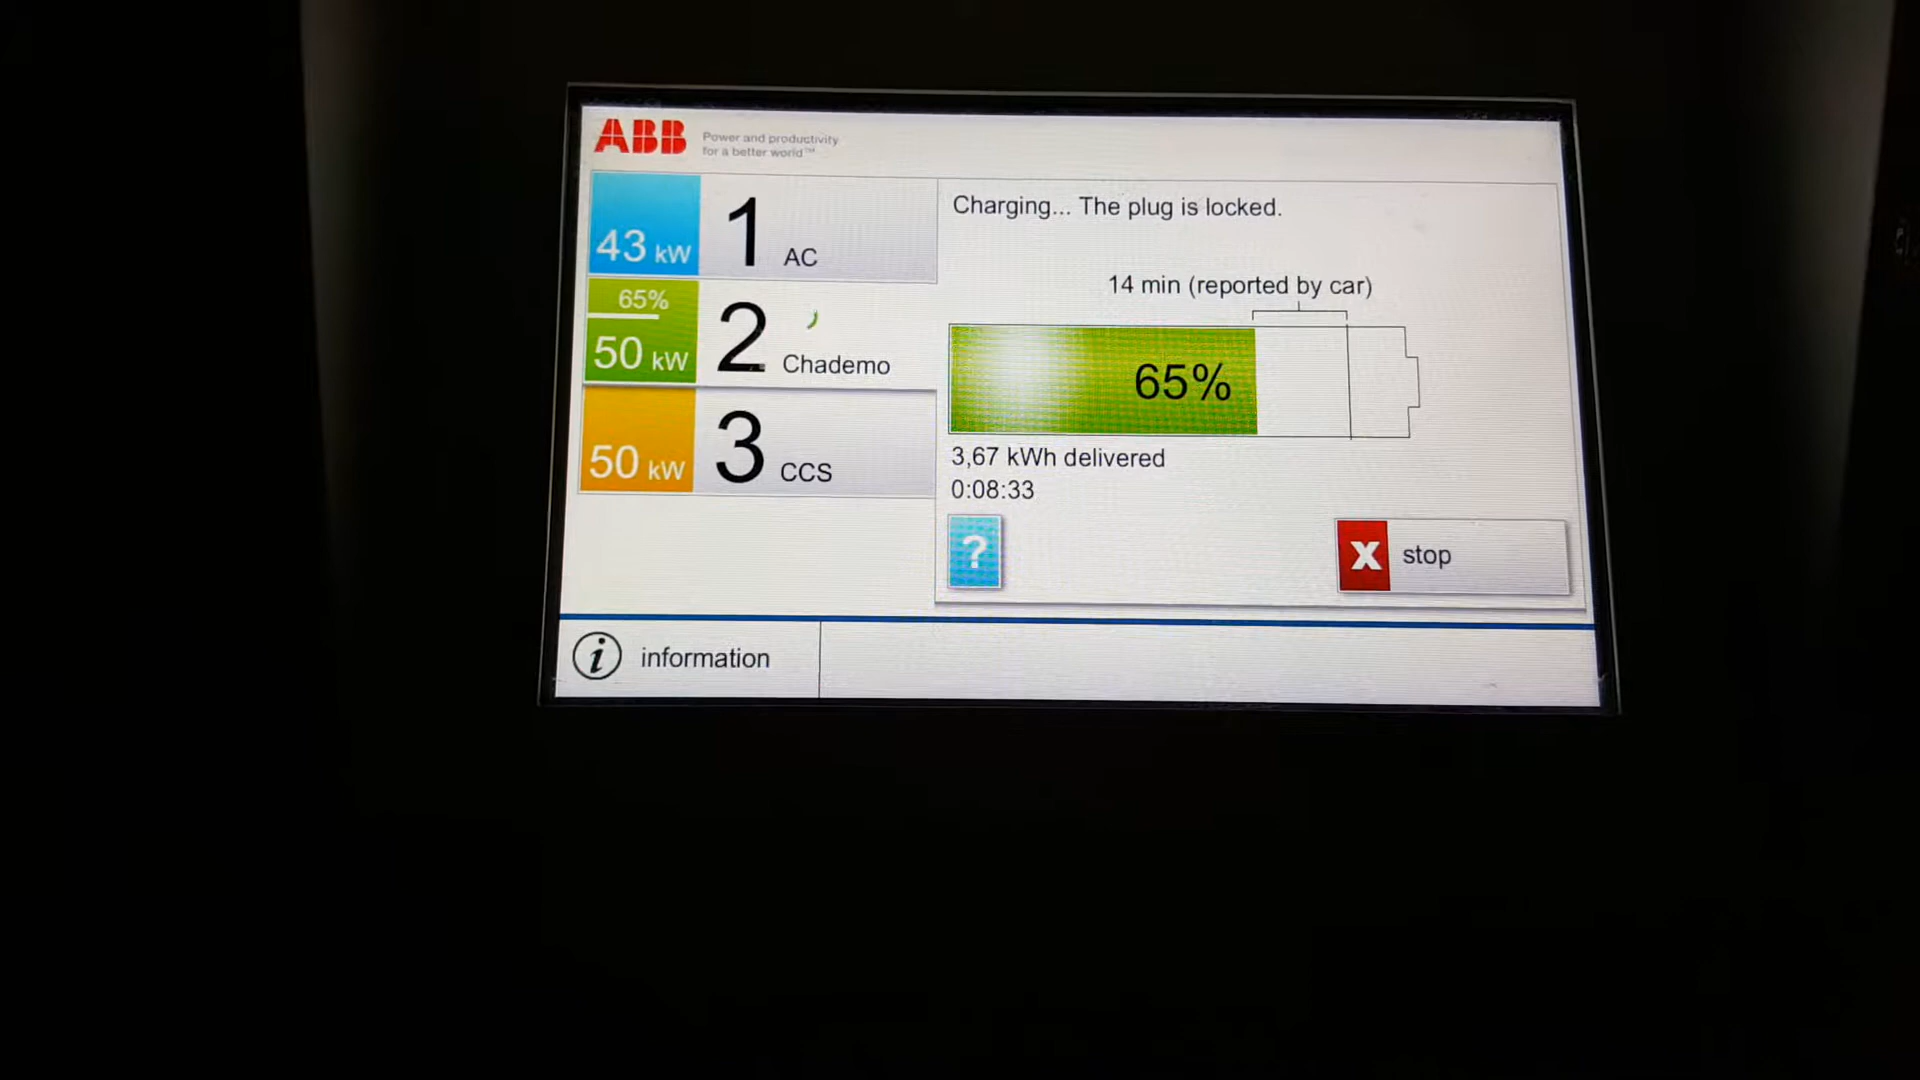 ABB
Power and productivity
for a better world™
43 kW
1 AC
65%
50 kW
2 Chademo
50 kW
3 CCS
Charging... The plug is locked.
14 min (reported by car)
65%
3,67 kWh delivered
0:08:33
?
X stop
i information